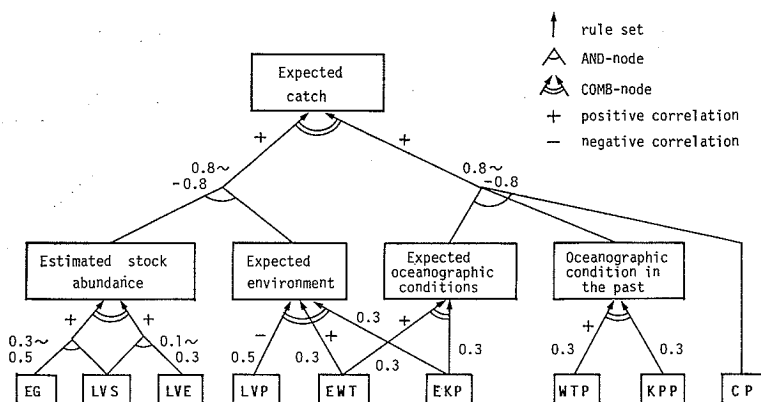 rule set
AND-node
COMB-node
+ positive correlation
− negative correlation
Expected
catch
+
+
0.8~
-0.8
0.8~
-0.8
Estimated stock
abundance
Expected
environment
Expected
oceanographic
conditions
Oceanographic
condition in
the past
+
+
0.3~
0.5
0.1~
0.3
−
+
0.3
+
0.5
0.3
0.3
0.3
+
0.3
0.3
EG
LVS
LVE
LVP
EWT
EKP
WTP
KPP
CP